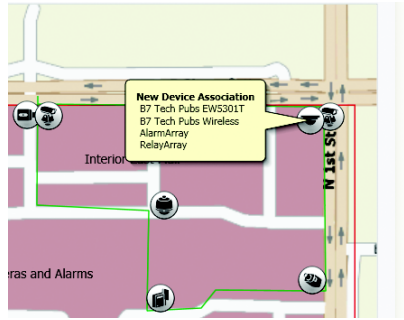 New Device Association
B7 Tech Pubs EW5301T
B7 Tech Pubs Wireless
AlarmArray
RelayArray
Interior
N 1st St
eras and Alarms